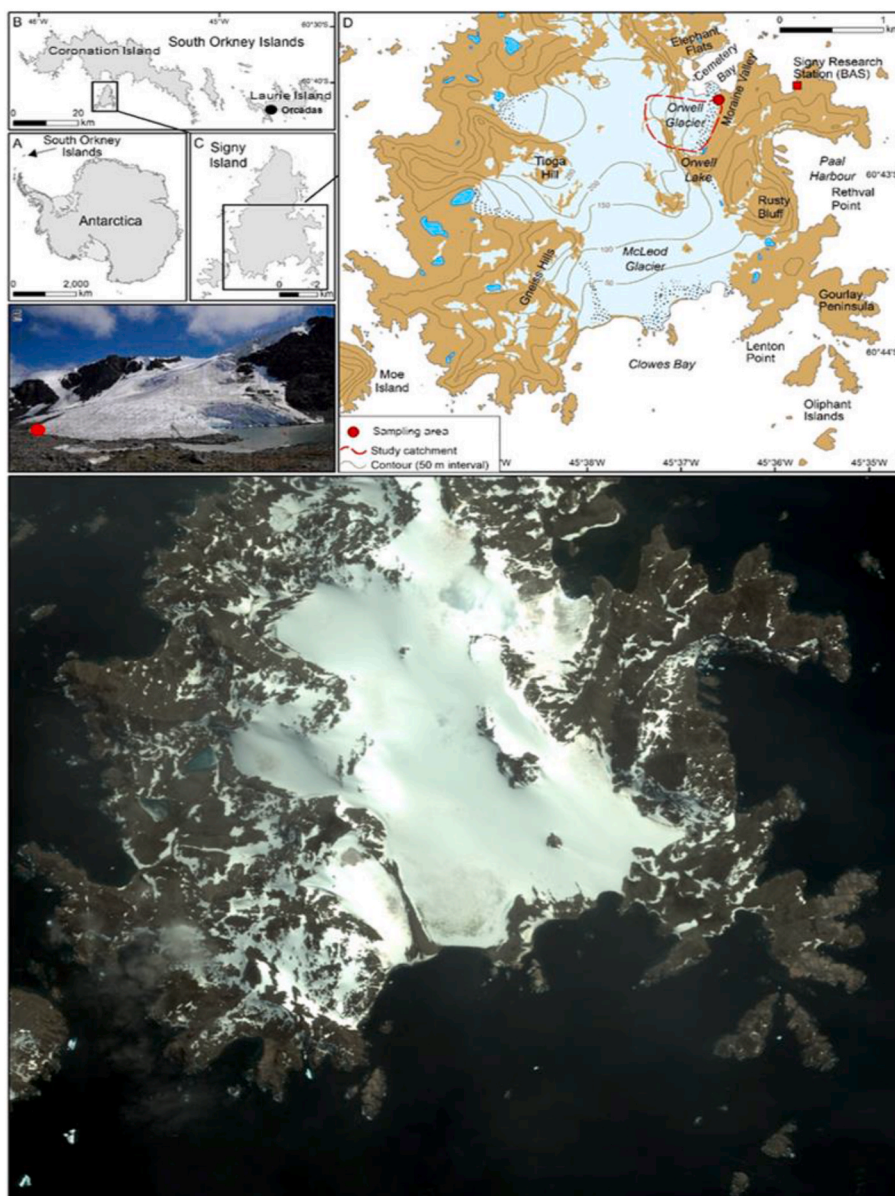 B
46°W
45°W
60°30'S
South Orkney Islands
Coronation Island
60°40'S
Laurie Island
Orcadas
0
20
km
A
South Orkney
Islands
Antarctica
0
2,000
km
C
Signy
Island
0
2
km
D
0
1
km
Elephant
Flats
Cemetery
Bay
Moraine Valley
Signy Research
Station (BAS)
Orwell
Glacier
Orwell
Lake
Tioga
Hill
200
150
100
50
Paal
Harbour
60°43'S
Rethval
Point
Rusty
Bluff
McLeod
Glacier
Gneiss Hills
Gourlay
Peninsula
Lenton
Point
60°44'S
Clowes Bay
Moe
Island
Oliphant
Islands
Sampling area
Study catchment
Contour (50 m interval)
45°38'W
45°37'W
45°36'W
45°35'W